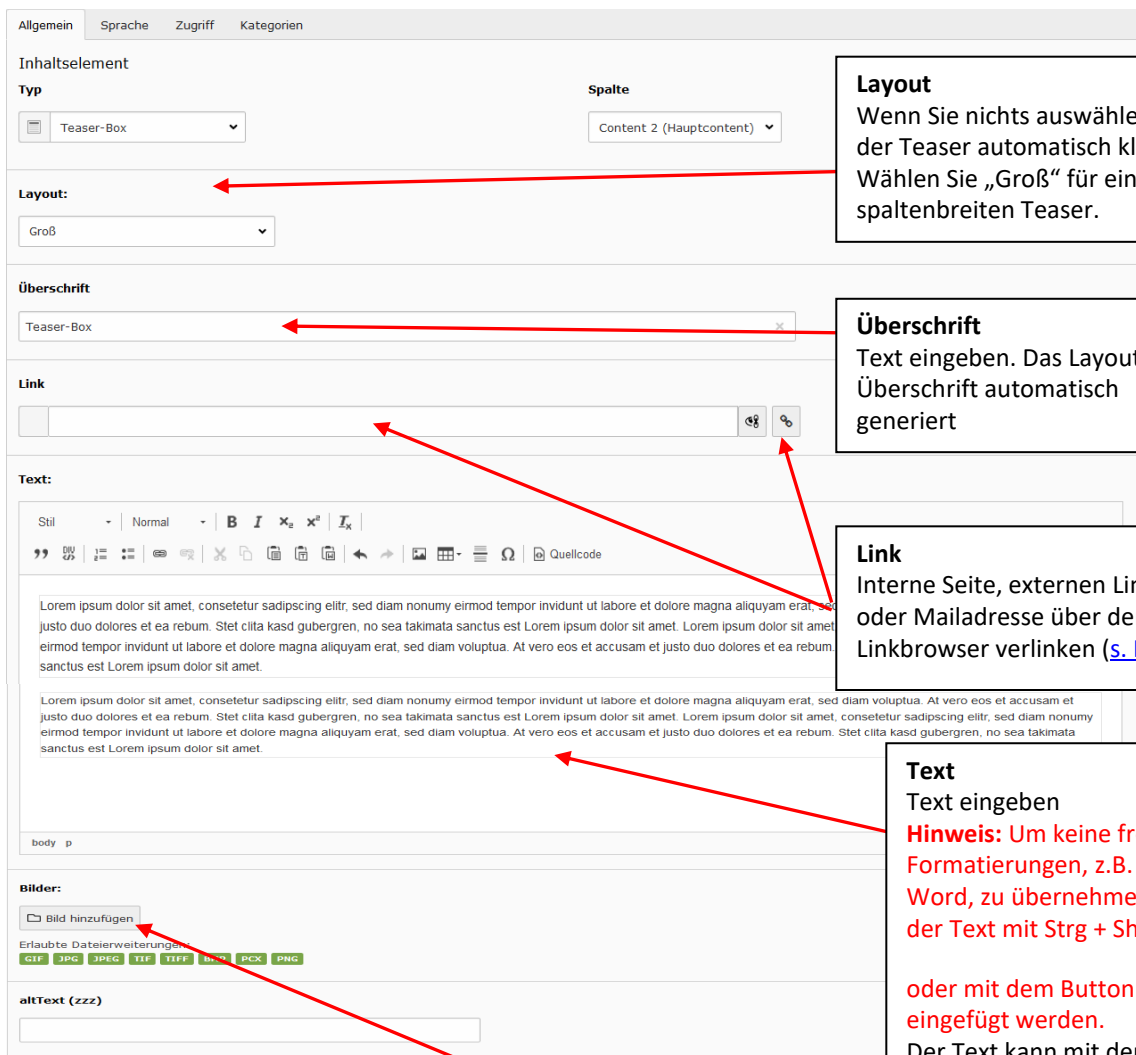 Allgemein Sprache Zugriff Kategorien
Inhaltselement
Typ Spalte
Teaser-Box Content 2 (Hauptcontent)
Layout:
Groß
Layout
Wenn Sie nichts auswähle
der Teaser automatisch kl
Wählen Sie „Groß“ für ein
spaltenbreiten Teaser.
Überschrift
Teaser-Box
Überschrift
Text eingeben. Das Layout
Überschrift automatisch
generiert
Link
Text:
Stil Normal B I x₂ x² Tx
Quellcode
Link
Interne Seite, externen Lin
oder Mailadresse über de
Linkbrowser verlinken (s.
Lorem ipsum dolor sit amet, consetetur sadipscing elitr, sed diam nonumy eirmod tempor invidunt ut labore et dolore magna aliquyam erat, sed
justo duo dolores et ea rebum. Stet clita kasd gubergren, no sea takimata sanctus est Lorem ipsum dolor sit amet. Lorem ipsum dolor sit amet
eirmod tempor invidunt ut labore et dolore magna aliquyam erat, sed diam voluptua. At vero eos et accusam et justo duo dolores et ea rebum.
sanctus est Lorem ipsum dolor sit amet.
Lorem ipsum dolor sit amet, consetetur sadipscing elitr, sed diam nonumy eirmod tempor invidunt ut labore et dolore magna aliquyam erat, sed diam voluptua. At vero eos et accusam et
justo duo dolores et ea rebum. Stet clita kasd gubergren, no sea takimata sanctus est Lorem ipsum dolor sit amet. Lorem ipsum dolor sit amet, consetetur sadipscing elitr, sed diam nonumy
eirmod tempor invidunt ut labore et dolore magna aliquyam erat, sed diam voluptua. At vero eos et accusam et justo duo dolores et ea rebum. Stet clita kasd gubergren, no sea takimata
sanctus est Lorem ipsum dolor sit amet.
body p
Text
Text eingeben
Hinweis: Um keine fr
Formatierungen, z.B.
Word, zu übernehme
der Text mit Strg + Sh
oder mit dem Button
eingefügt werden.
Der Text kann mit der
Bilder:
Bild hinzufügen
Erlaubte Dateierweiterungen:
GIF JPG JPEG TIF TIFF BMP PCX PNG
altText (zzz)